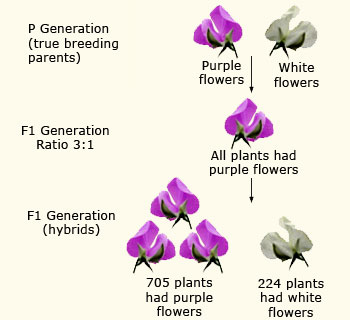 P Generation
(true breeding
parents)
Purple
flowers
White
flowers
F1 Generation
Ratio 3:1
All plants had
purple flowers
F1 Generation
(hybrids)
705 plants
had purple
flowers
224 plants
had white
flowers